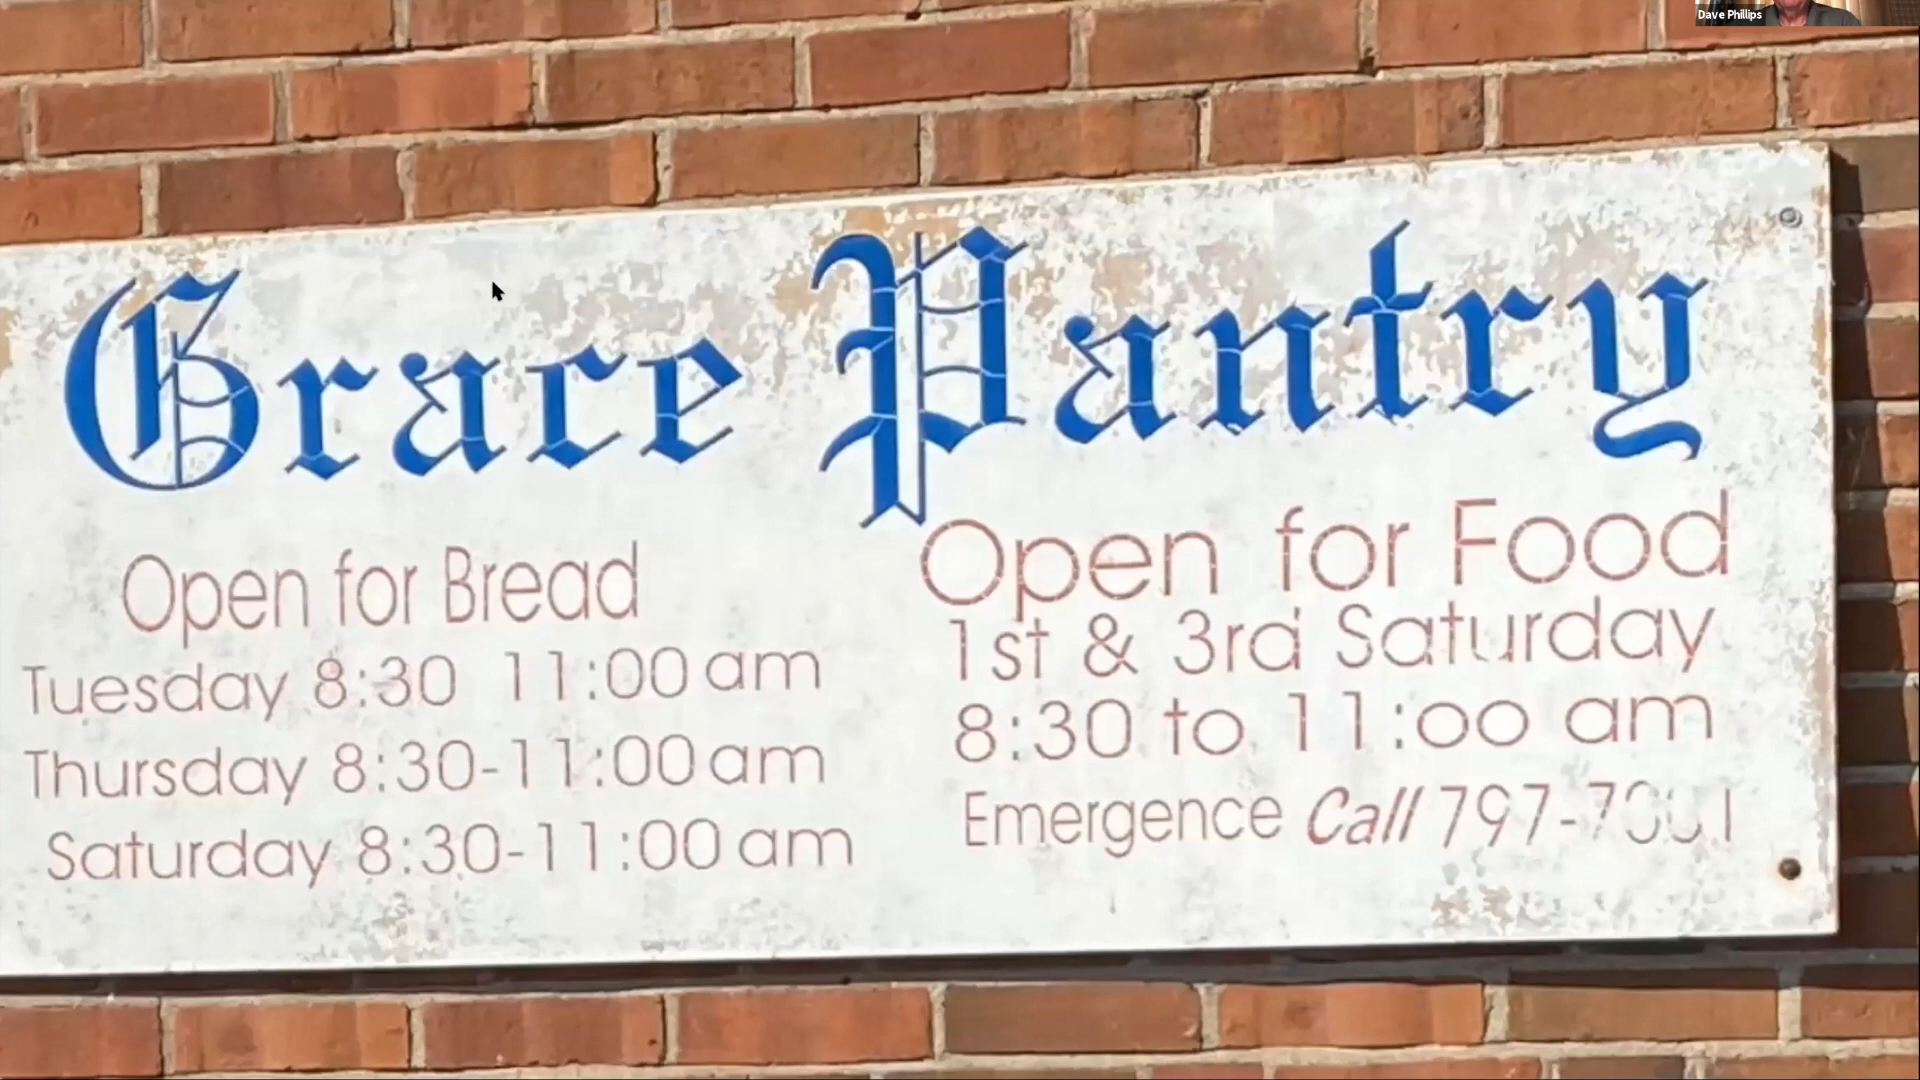 Dave Phillips
Grace Pantry
Open for Bread
Tuesday 8:30 11:00 am
Thursday 8:30-11:00 am
Saturday 8:30-11:00 am
Open for Food
1st & 3rd Saturday
8:30 to 11:oo am
Emergence Call